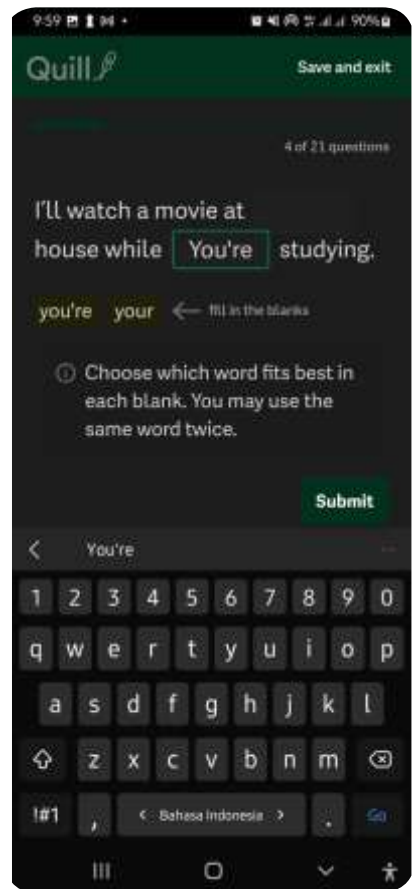 9:59 90%
Quill Save and exit
4 of 21 questions
I'll watch a movie at
house while You're studying.
you're your ← fill in the blanks
Choose which word fits best in
each blank. You may use the
same word twice.
Submit
You're
1 2 3 4 5 6 7 8 9 0
q w e r t y u i o p
a s d f g h j k l
z x c v b n m
!#1 , < Bahasa Indonesia > . Go